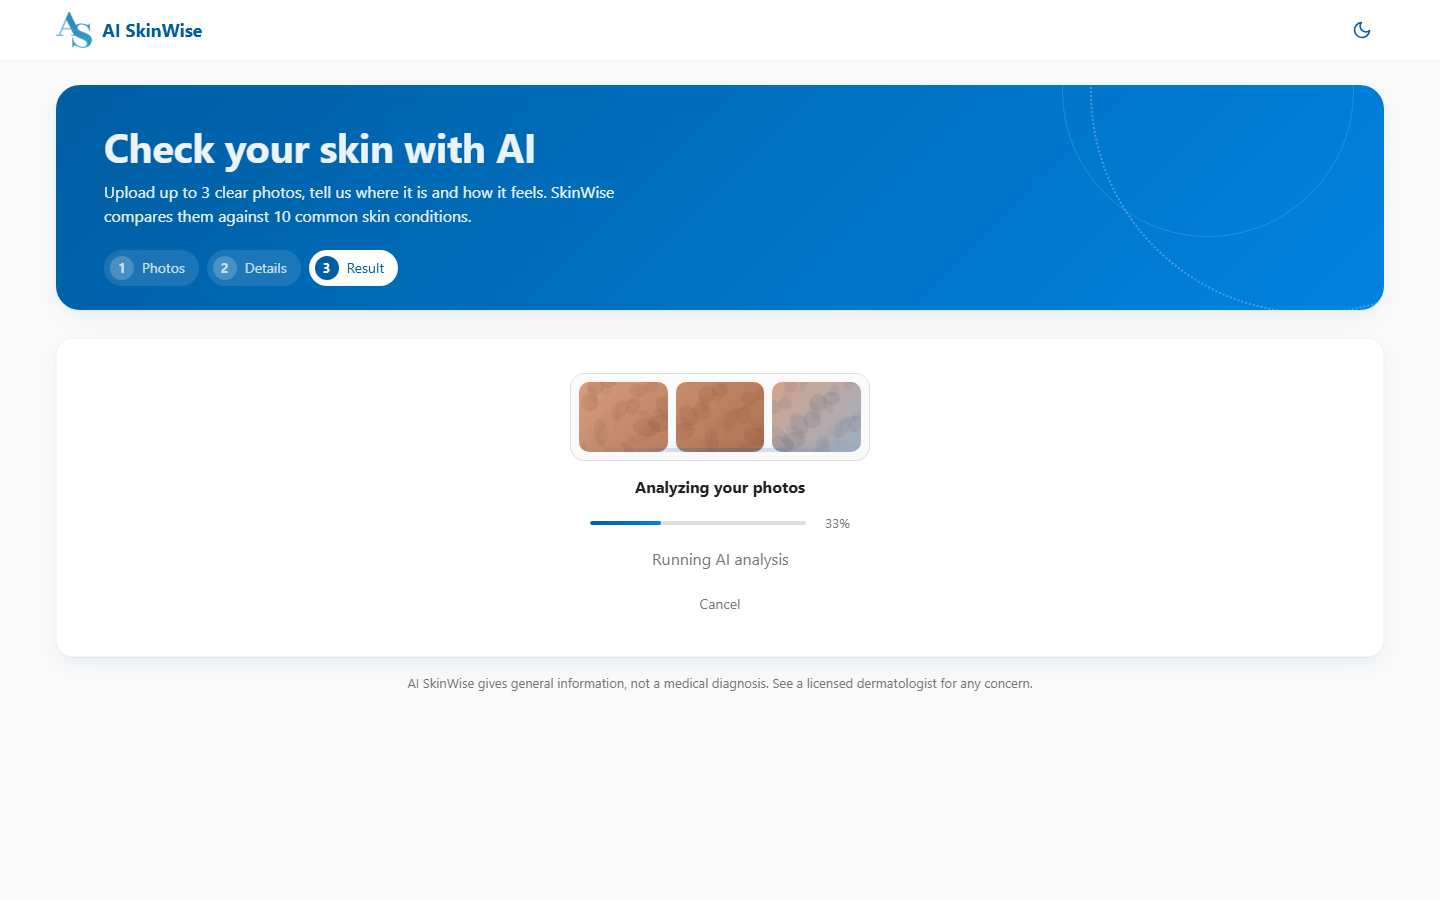 AS AI SkinWise
Check your skin with AI
Upload up to 3 clear photos, tell us where it is and how it feels. SkinWise
compares them against 10 common skin conditions.
1 Photos 2 Details 3 Result
Analyzing your photos
33%
Running AI analysis
Cancel
AI SkinWise gives general information, not a medical diagnosis. See a licensed dermatologist for any concern.